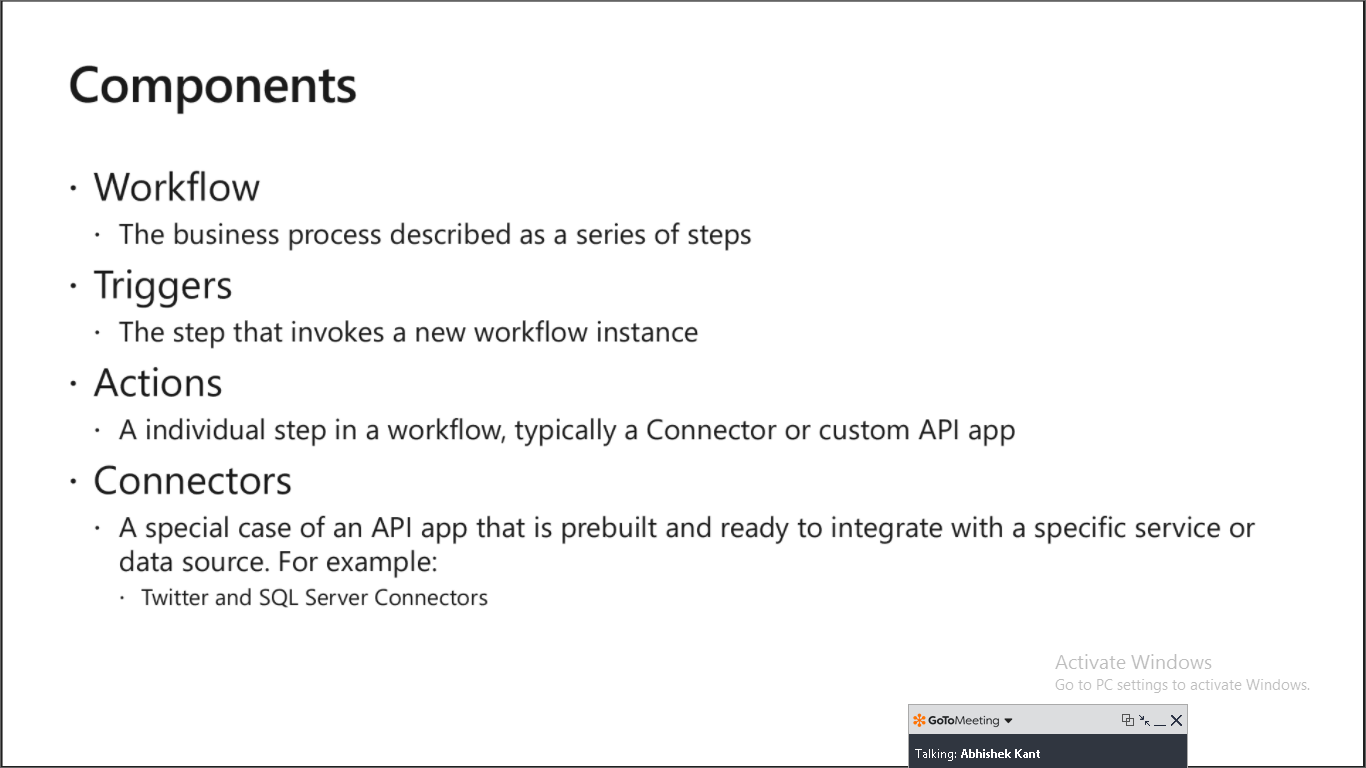 Components
· Workflow
· The business process described as a series of steps
· Triggers
· The step that invokes a new workflow instance
· Actions
· A individual step in a workflow, typically a Connector or custom API app
· Connectors
· A special case of an API app that is prebuilt and ready to integrate with a specific service or
data source. For example:
· Twitter and SQL Server Connectors
Activate Windows
Go to PC settings to activate Windows.
GoToMeeting
Talking: Abhishek Kant